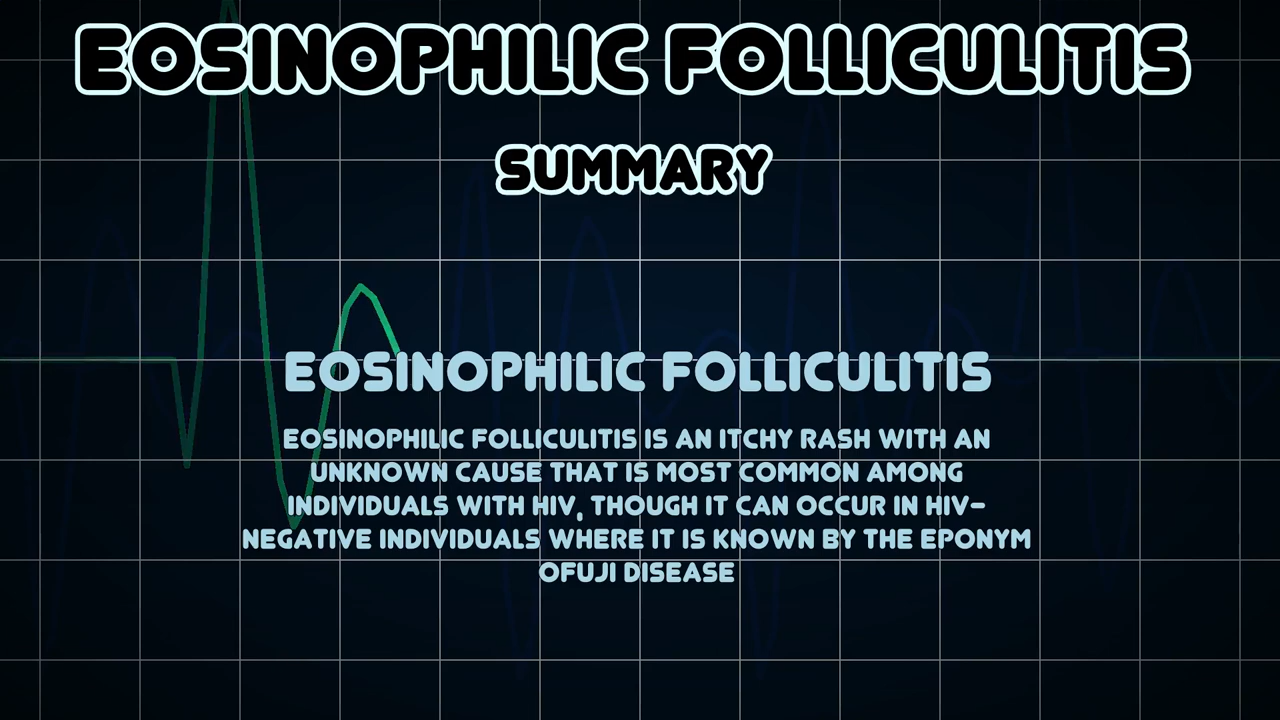 EOSINOPHILIC FOLLICULITIS
SUMMARY
EOSINOPHILIC FOLLICULITIS
EOSINOPHILIC FOLLICULITIS IS AN ITCHY RASH WITH AN
UNKNOWN CAUSE THAT IS MOST COMMON AMONG
INDIVIDUALS WITH HIV, THOUGH IT CAN OCCUR IN HIV-
NEGATIVE INDIVIDUALS WHERE IT IS KNOWN BY THE EPONYM
OFUJI DISEASE